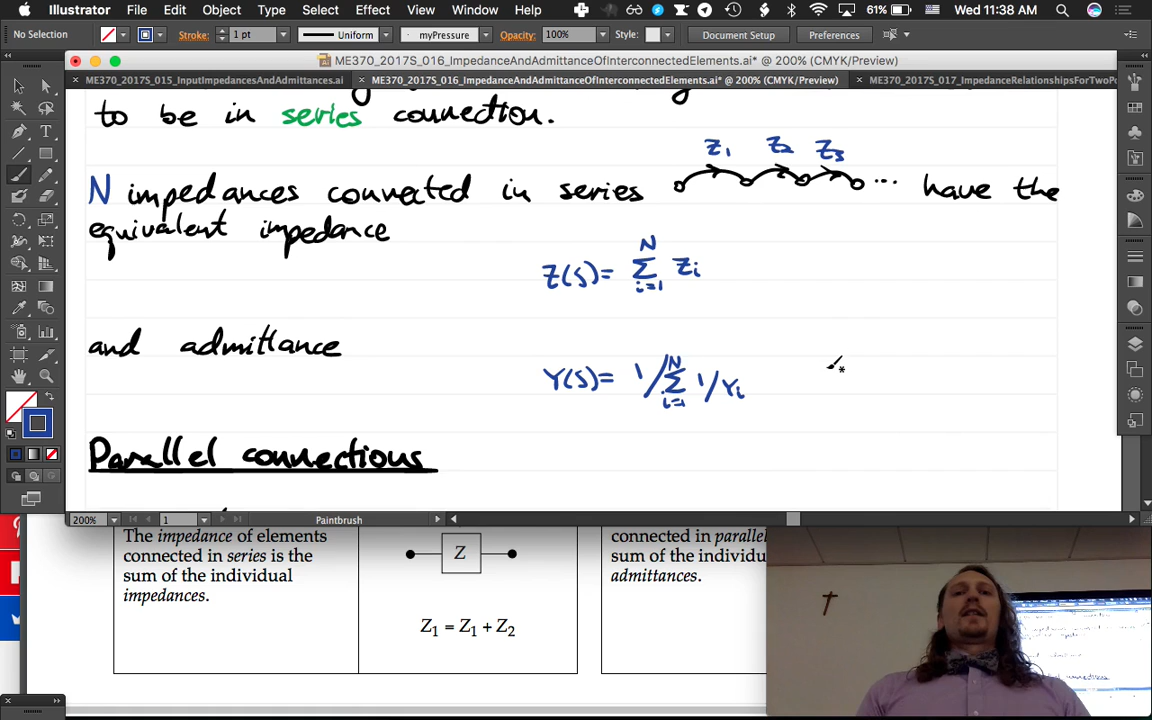 Illustrator File Edit Object Type Select Effect View Window Help 61% Wed 11:38 AM
No Selection Stroke: 1 pt Uniform myPressure Opacity: 100% Style: Document Setup Preferences
ME370_2017S_016_ImpedanceAndAdmittanceOfInterconnectedElements.ai* @ 200% (CMYK/Preview)
ME370_2017S_015_InputImpedancesAndAdmittances.ai ME370_2017S_016_ImpedanceAndAdmittanceOfInterconnectedElements.ai* @ 200% (CMYK/Preview) ME370_2017S_017_ImpedanceRelationshipsForTwoPo
to be in series connection.
Z1 Z2 Z3
N impedances connected in series ... have the
equivalent impedance
Z(s) = N∑i=1 Zi
and admittance
Y(s) = 1/N∑i=1 1/Yi
Parallel connections
200% 1 Paintbrush
The impedance of elements
connected in series is the
sum of the individual
impedances.
Z
Z1 = Z1 + Z2
connected in parallel
sum of the individu
admittances.